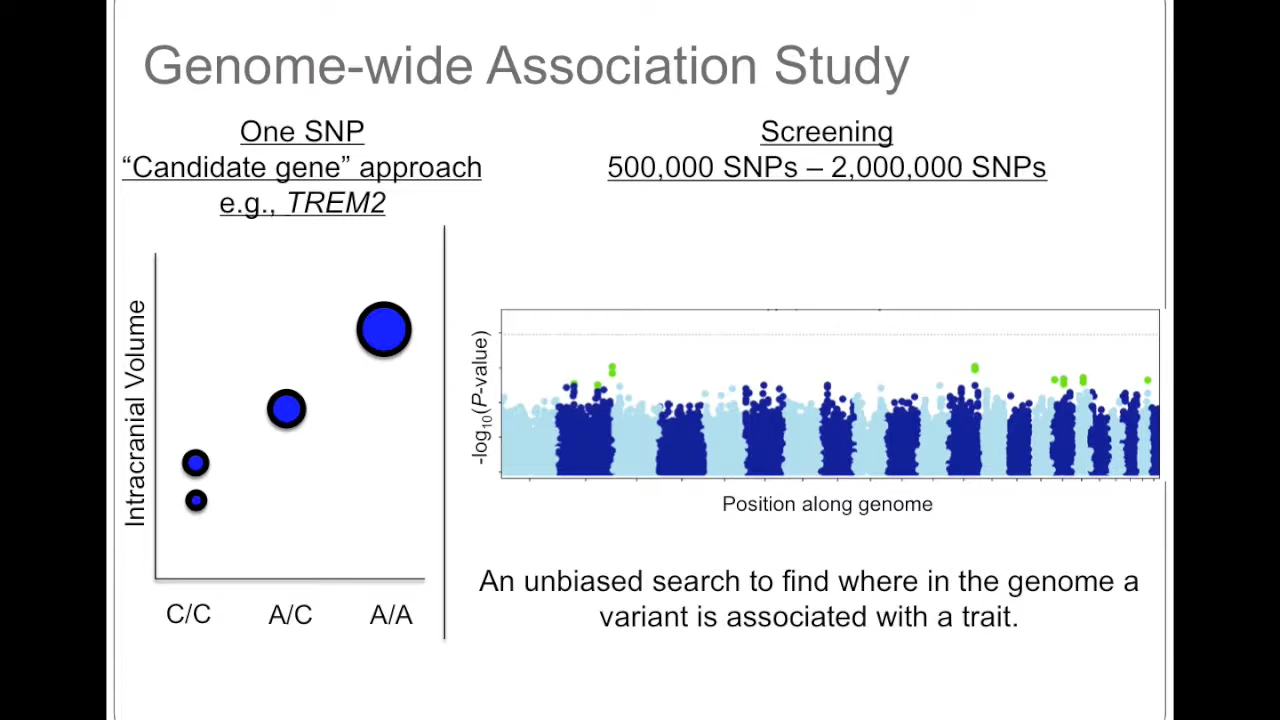 Genome-wide Association Study
One SNP
“Candidate gene” approach
e.g., TREM2
Screening
500,000 SNPs – 2,000,000 SNPs
Intracranial Volume
C/C
A/C
A/A
-log10(P-value)
Position along genome
An unbiased search to find where in the genome a
variant is associated with a trait.